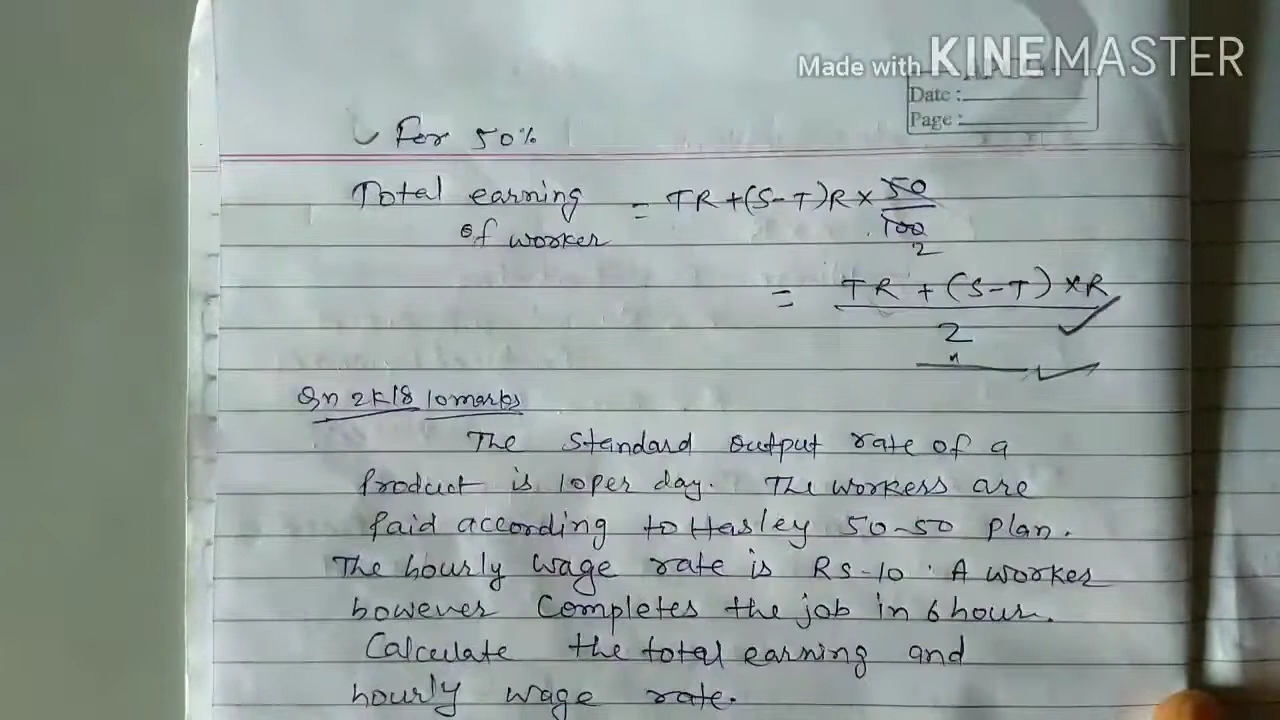 Made with KINEMASTER
Date :
Page :
For 50%
Total earning of worker = TR + (S-T)R × 50/100 2
= TR + (S-T) × R / 2
Qn 2k18 10marks
The standard output rate of a
Product is 10 per day. The workers are
Paid according to Hasley 50-50 plan.
The hourly wage rate is RS-10. A worker
however completes the job in 6 hour.
Calculate the total earning and
hourly wage rate.